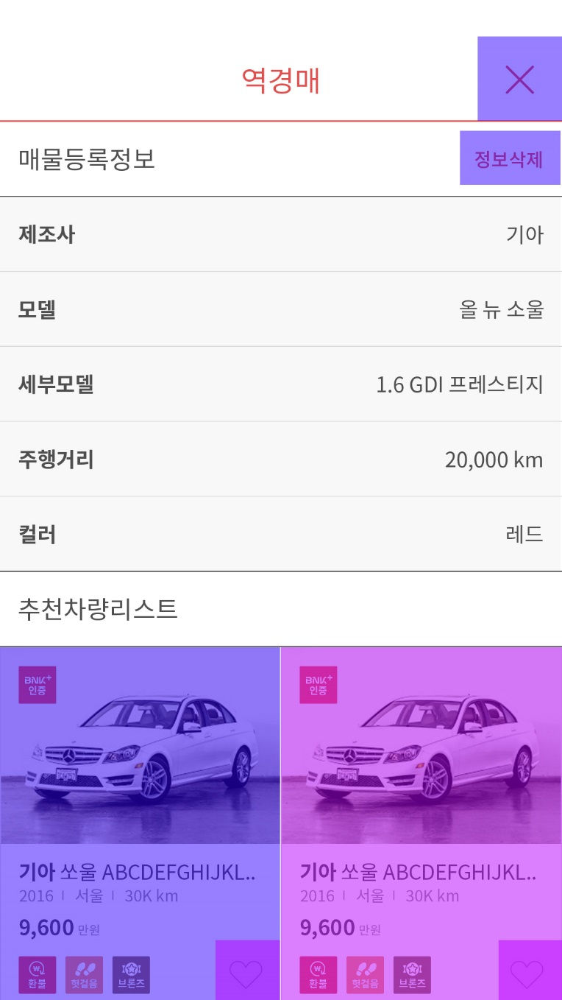 역경매
매물등록정보
정보삭제
제조사 기아
모델 올 뉴 소울
세부모델 1.6 GDI 프레스티지
주행거리 20,000 km
컬러 레드
추천차량리스트
BNK+
인증
BNK+
인증
기아 쏘울 ABCDEFGHIJKL..
2016 | 서울 | 30K km
9,600 만원
환불 헛걸음 브론즈
기아 쏘울 ABCDEFGHIJKL..
2016 | 서울 | 30K km
9,600 만원
환불 헛걸음 브론즈